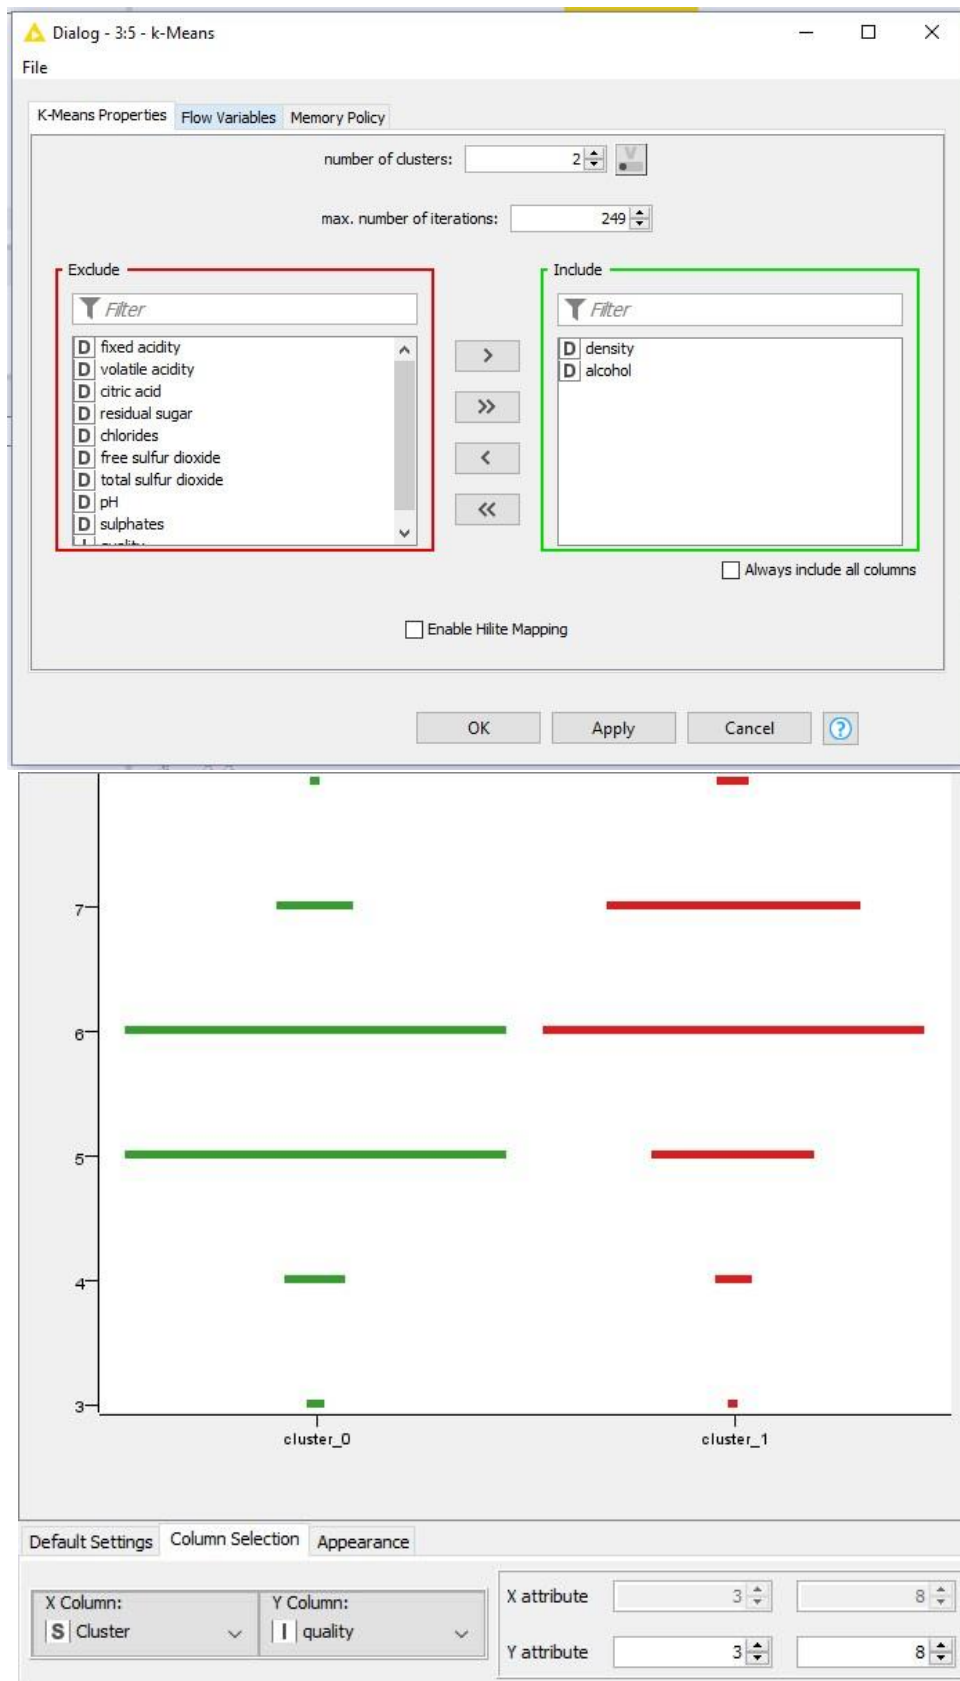 Dialog - 3:5 - k-Means
File
K-Means Properties Flow Variables Memory Policy
number of clusters: 2 V
max. number of iterations: 249
Exclude
Filter
D fixed acidity
D volatile acidity
D citric acid
D residual sugar
D chlorides
D free sulfur dioxide
D total sulfur dioxide
D pH
D sulphates
I quality
> 
>>
<
<<
Include
Filter
D density
D alcohol
Always include all columns
Enable Hilite Mapping
OK Apply Cancel ?
7
6
5
4
3
cluster_0 cluster_1
Default Settings Column Selection Appearance
X Column: Y Column:
S Cluster I quality
X attribute 3 8
Y attribute 3 8